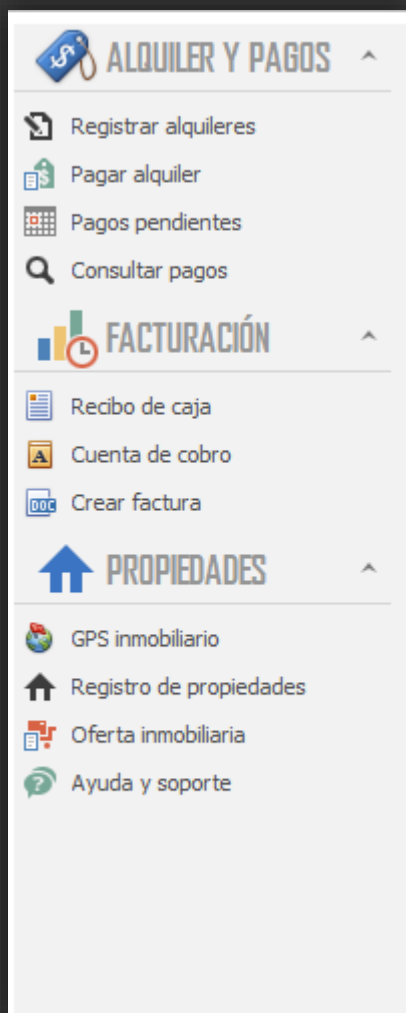 ALQUILER Y PAGOS
Registrar alquileres
Pagar alquiler
Pagos pendientes
Consultar pagos
FACTURACIÓN
Recibo de caja
Cuenta de cobro
Crear factura
PROPIEDADES
GPS inmobiliario
Registro de propiedades
Oferta inmobiliaria
Ayuda y soporte